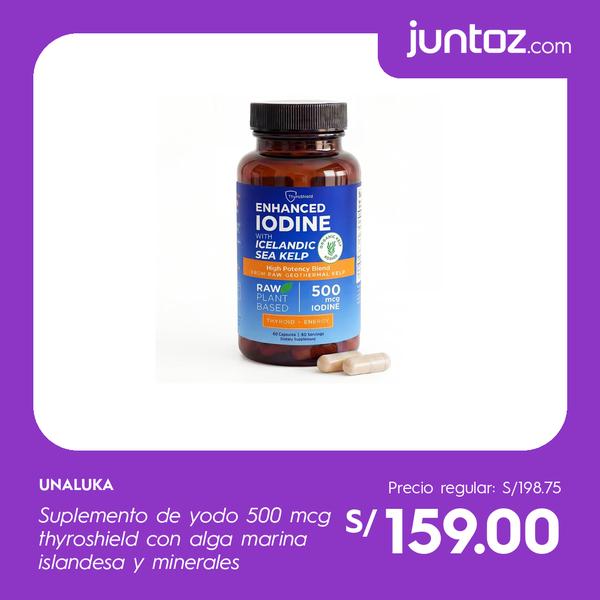 juntoz.com
ThyroShield
ENHANCED
IODINE
WITH
ICELANDIC
SEA KELP
ORGANIC KELP
High Potency Blend
FROM RAW GEOTHERMAL KELP
RAW
PLANT
BASED
500
mcg
IODINE
THYROID + ENERGY
60 Capsules | 60 Servings
Dietary Supplement
UNALUKA
Suplemento de yodo 500 mcg
thyroshield con alga marina
islandesa y minerales
Precio regular: S/198.75
S/159.00